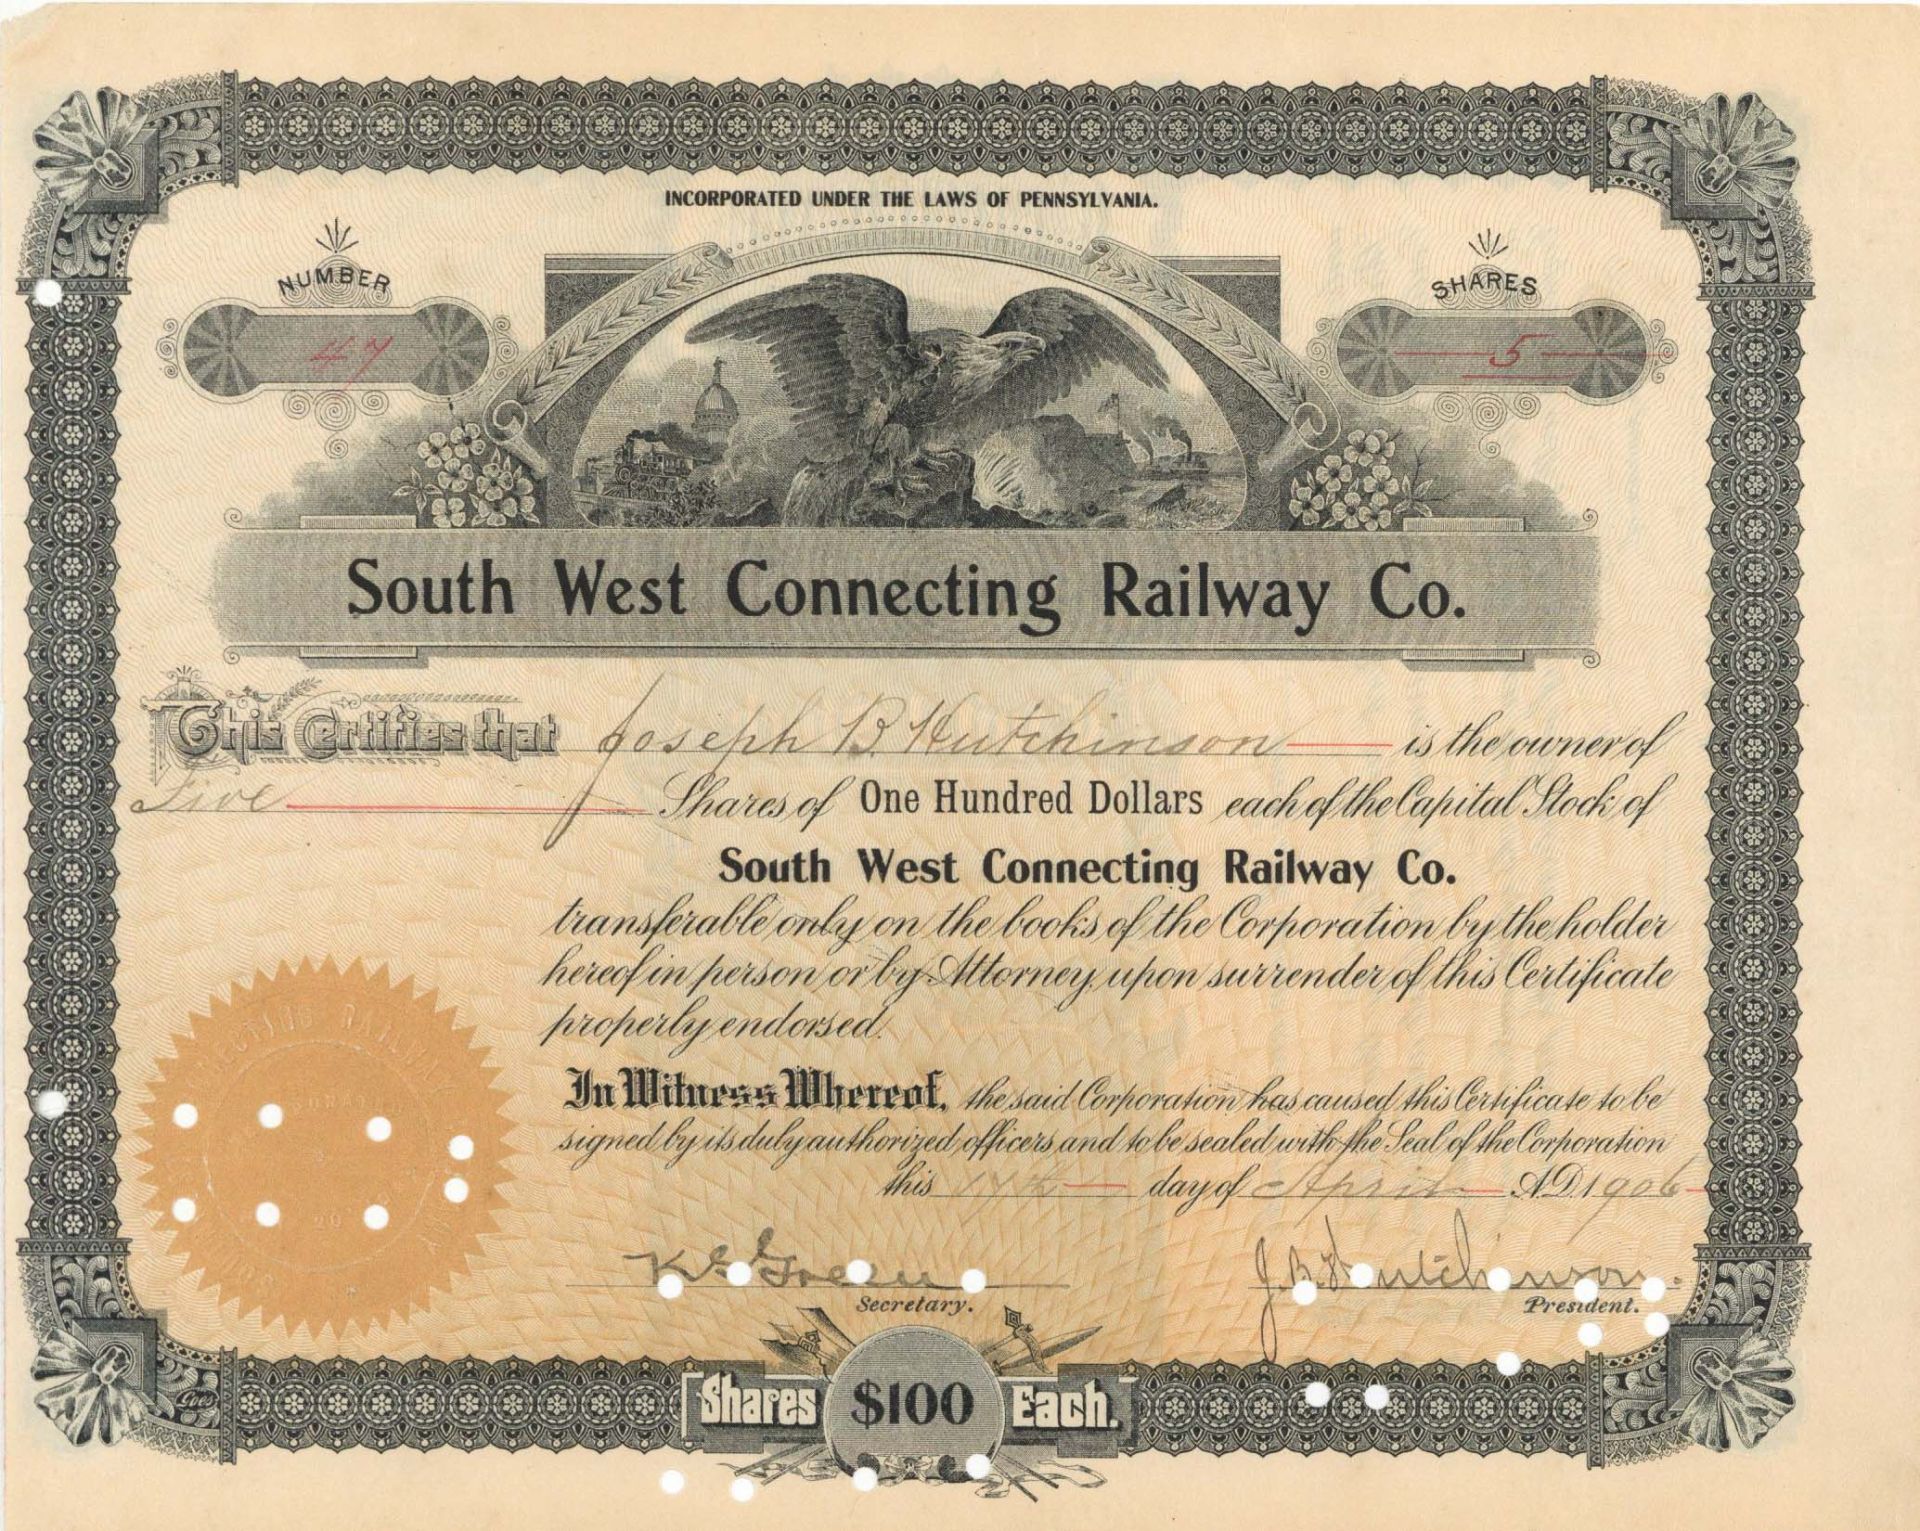 INCORPORATED UNDER THE LAWS OF PENNSYLVANIA.
NUMBER
47
SHARES
5
South West Connecting Railway Co.
This Certifies that Joseph B. Hutchinson is the owner of
Five Shares of One Hundred Dollars each of the Capital Stock of
South West Connecting Railway Co.
transferable only on the books of the Corporation by the holder
hereof in person or by Attorney, upon surrender of this Certificate
properly endorsed.
In Witness Whereof, the said Corporation has caused this Certificate to be
signed by its duly authorized officers and to be sealed with the Seal of the Corporation
this 17th day of April A.D. 1906
Green
Secretary.
J. B. Hutchinson.
President.
Shares $100 Each.